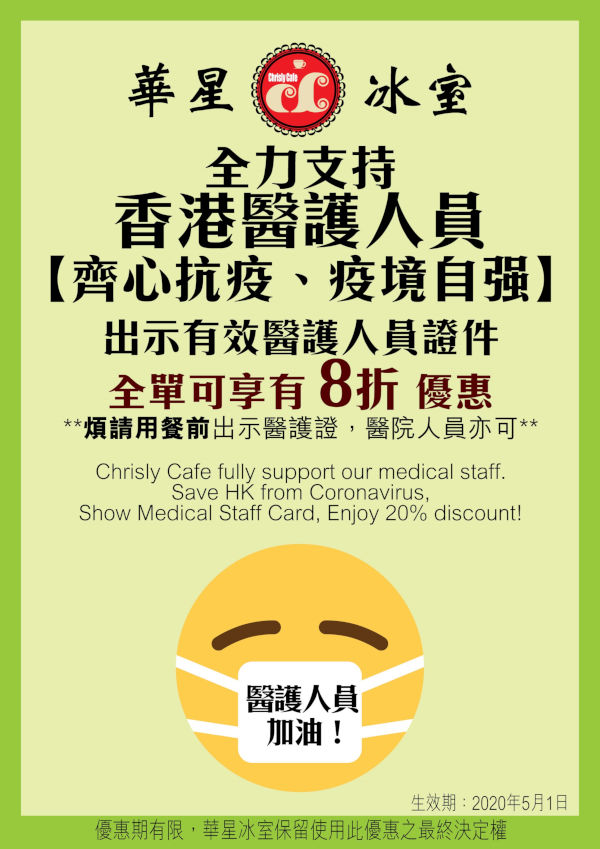 華星 Chrisly Cafe 冰室
全力支持
香港醫護人員
【齊心抗疫、疫境自强】
出示有效醫護人員證件
全單可享有 8折 優惠
**煩請用餐前出示醫護證，醫院人員亦可**
Chrisly Cafe fully support our medical staff.
Save HK from Coronavirus,
Show Medical Staff Card, Enjoy 20% discount!
醫護人員
加油！
生效期：2020年5月1日
優惠期有限，華星冰室保留使用此優惠之最終決定權